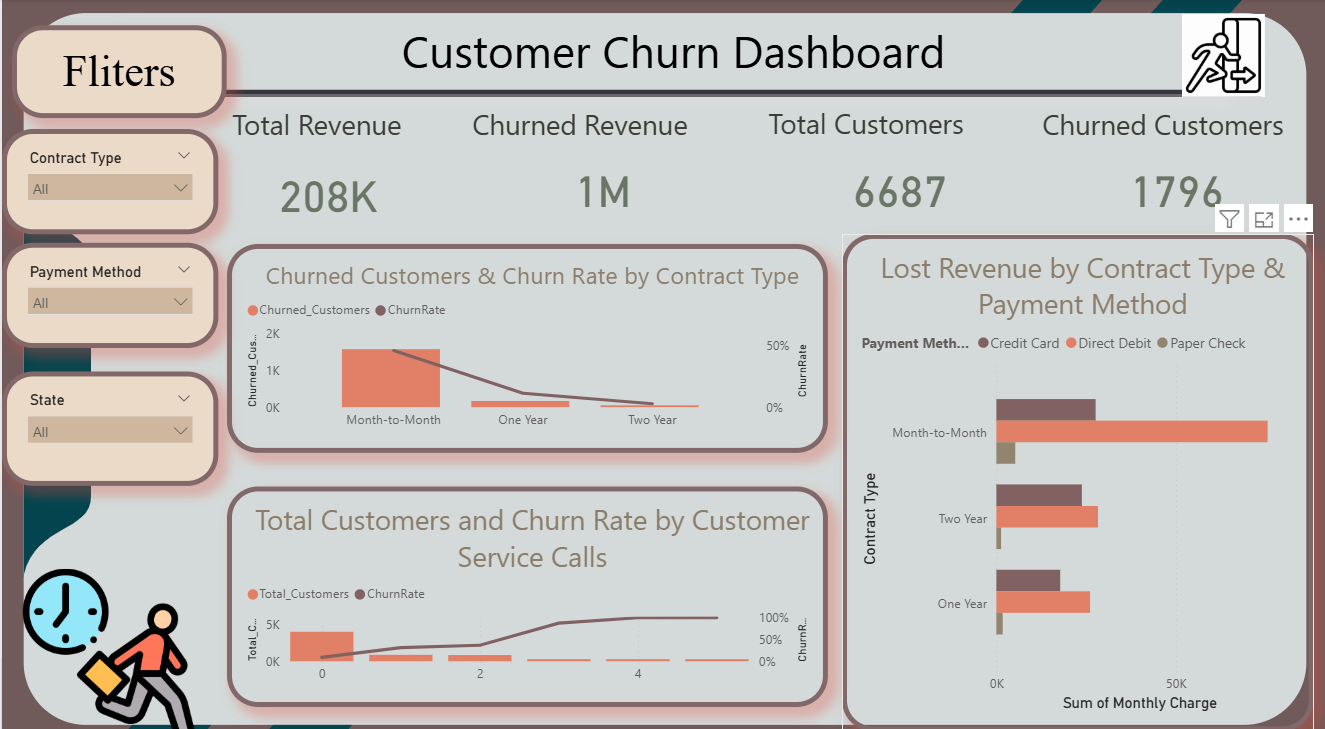 Fliters
Customer Churn Dashboard
Total Revenue
Churned Revenue
Total Customers
Churned Customers
208K
1M
6687
1796
Contract Type
All
Payment Method
All
State
All
Churned Customers & Churn Rate by Contract Type
Churned_Customers
ChurnRate
Churned_Cus...
2K
1K
0K
50%
0%
ChurnRate
Month-to-Month
One Year
Two Year
Total Customers and Churn Rate by Customer
Service Calls
Total_Customers
ChurnRate
Total_C...
5K
0K
100%
50%
0%
ChurnR...
0
2
4
Lost Revenue by Contract Type &
Payment Method
Payment Meth...
Credit Card
Direct Debit
Paper Check
Contract Type
Month-to-Month
Two Year
One Year
0K
50K
Sum of Monthly Charge